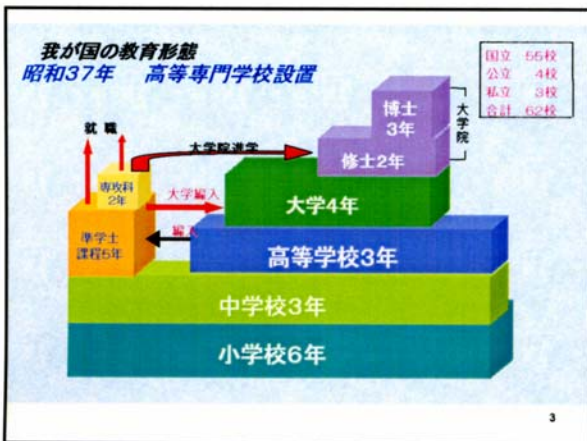 我が国の教育形態
昭和37年 高等専門学校設置
国立 55校
公立 4校
私立 3校
合計 62校
博士
3年
大学院
修士2年
就職
大学院進学
専攻科
2年
大学編入
大学4年
準学士
課程5年
編入
高等学校3年
中学校3年
小学校6年
3